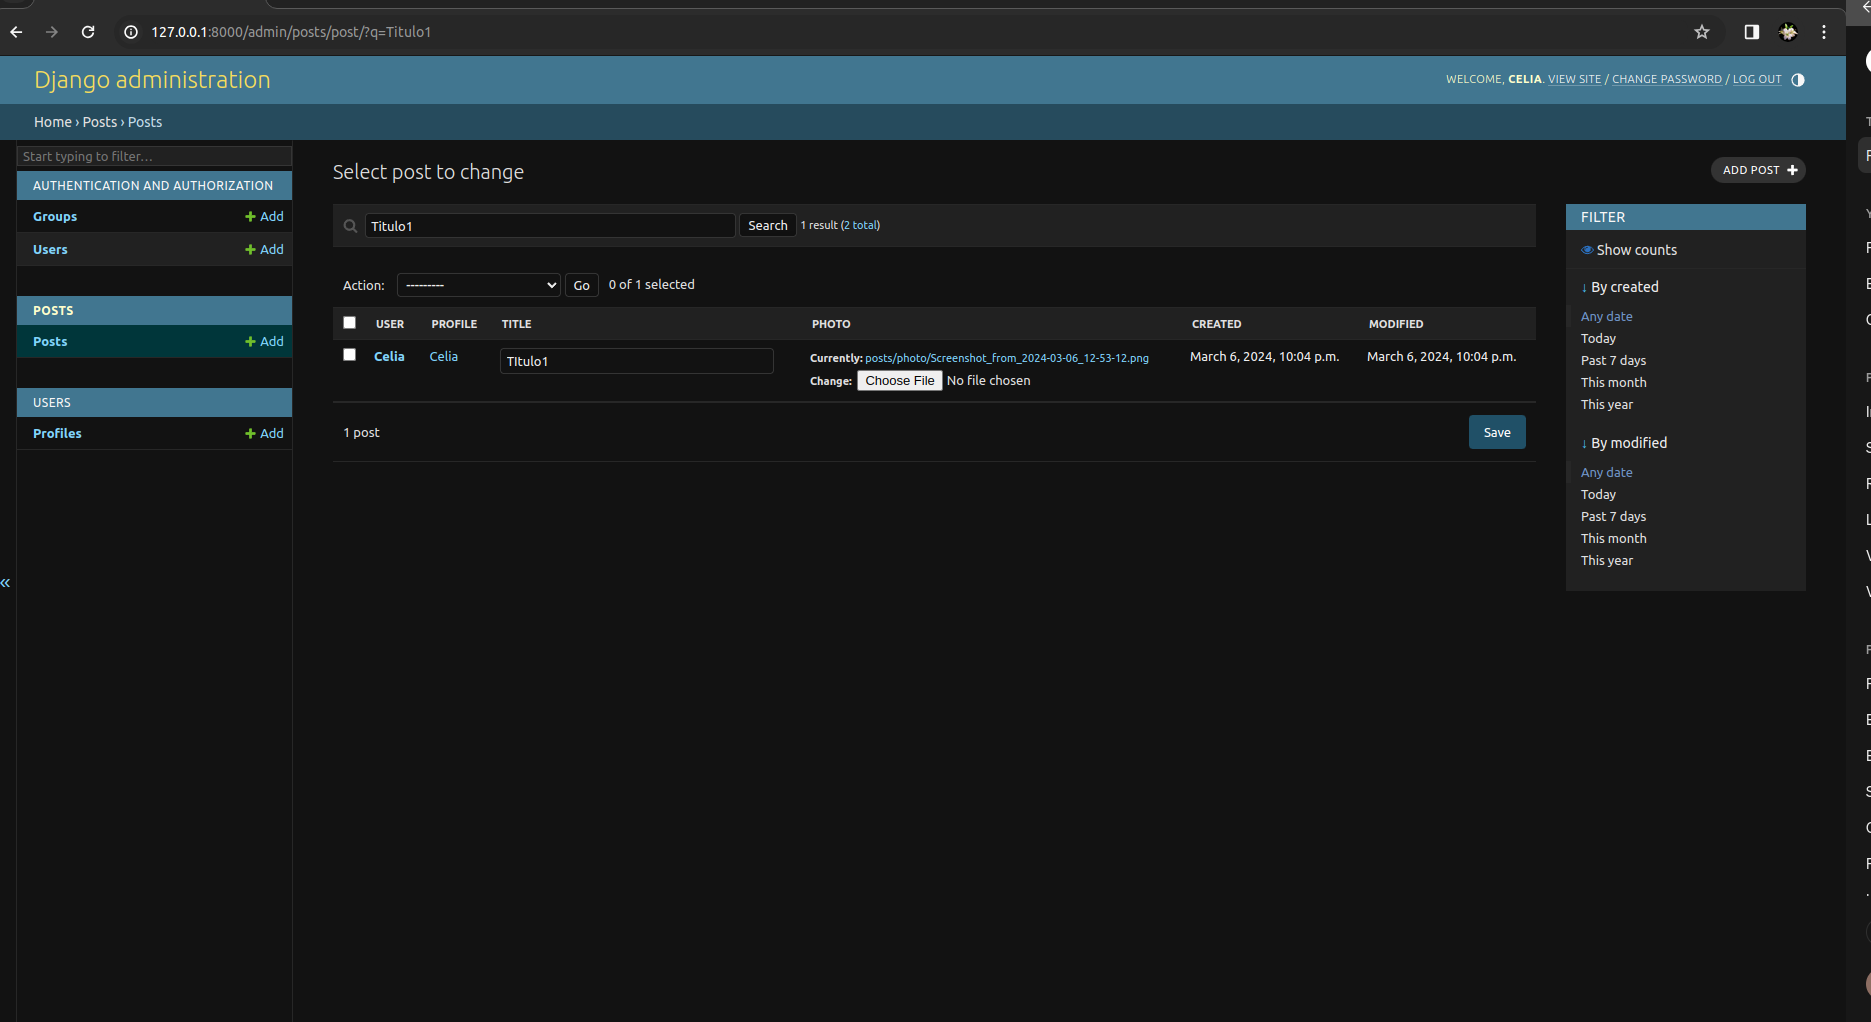 127.0.0.1:8000/admin/posts/post/?q=Titulo1
Django administration
WELCOME, CELIA. VIEW SITE / CHANGE PASSWORD / LOG OUT
Home › Posts › Posts
Start typing to filter…
AUTHENTICATION AND AUTHORIZATION
Groups + Add
Users + Add
POSTS
Posts + Add
USERS
Profiles + Add
«
Select post to change
ADD POST +
Titulo1 Search 1 result (2 total)
Action: --------- Go 0 of 1 selected
USER PROFILE TITLE PHOTO CREATED MODIFIED
Celia Celia TItulo1 Currently: posts/photo/Screenshot_from_2024-03-06_12-53-12.png March 6, 2024, 10:04 p.m. March 6, 2024, 10:04 p.m.
Change: Choose File No file chosen
1 post Save
FILTER
Show counts
↓ By created
Any date
Today
Past 7 days
This month
This year
↓ By modified
Any date
Today
Past 7 days
This month
This year